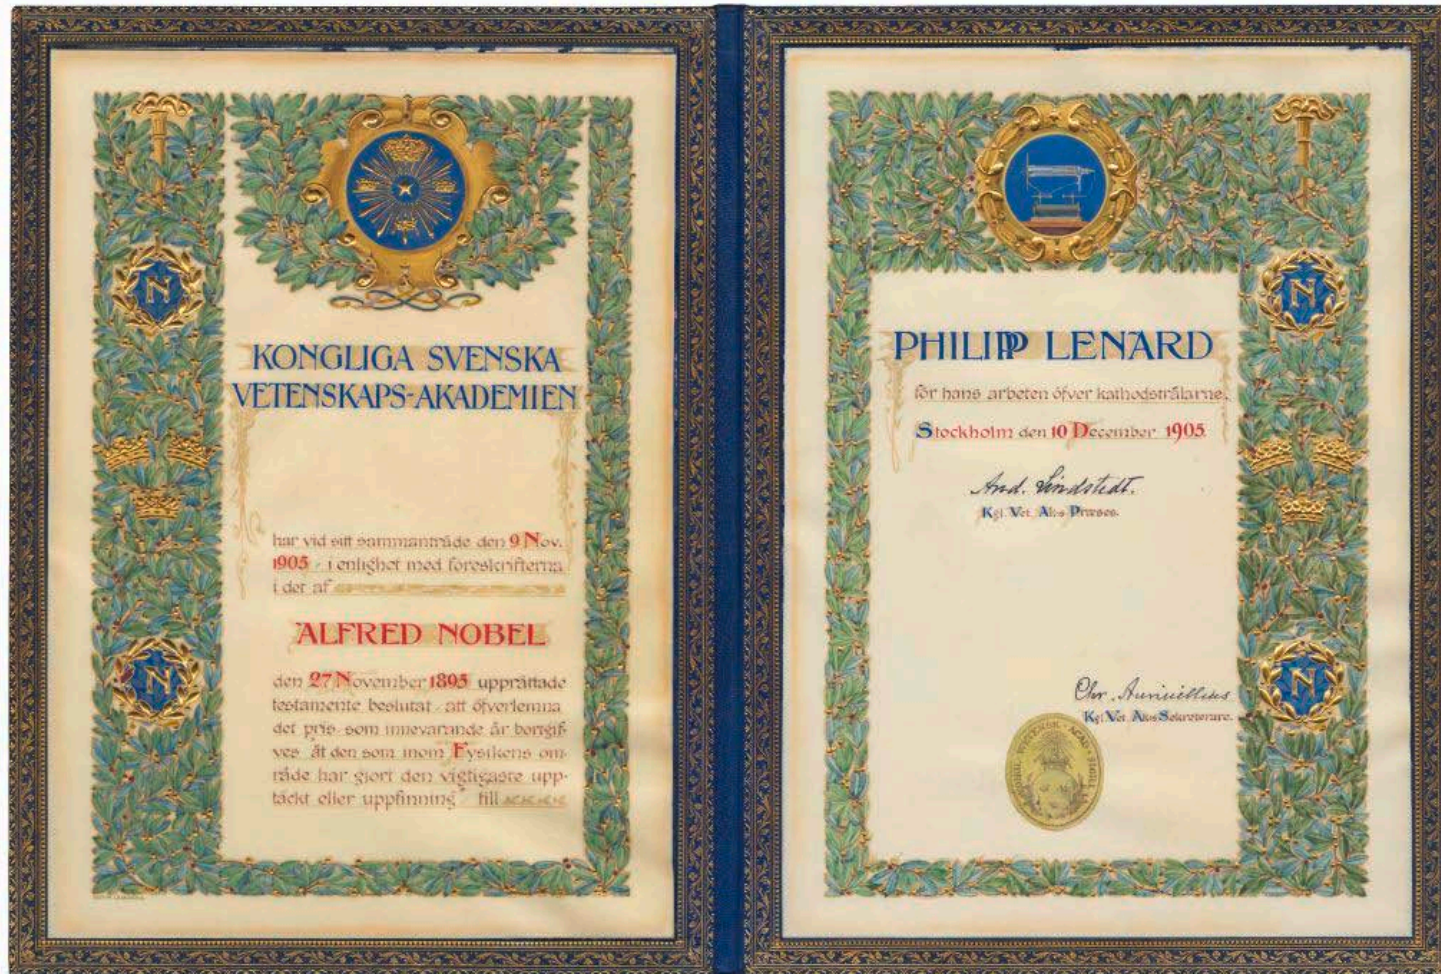 KONGLIGA SVENSKA
VETENSKAPS-AKADEMIEN
har vid sitt sammanträde den 9 Nov.
1905 i enlighet med föreskrifterna
i det af
ALFRED NOBEL
den 27 November 1895 upprättade
testamente beslutat att öfverlemna
det pris som innevarande år bortgif-
ves åt den som inom Fysikens om-
råde har gjort den vigtigaste upp-
täckt eller uppfinning till
N
N
PHILIPP LENARD
för hans arbeten öfver kathodstrålarne.
Stockholm den 10 December 1905.
And. Lindstedt.
Kgl. Vet. Ak:s Præses.
Chr. Aurivillius
Kgl. Vet. Ak:s Sekreterare.
N
N